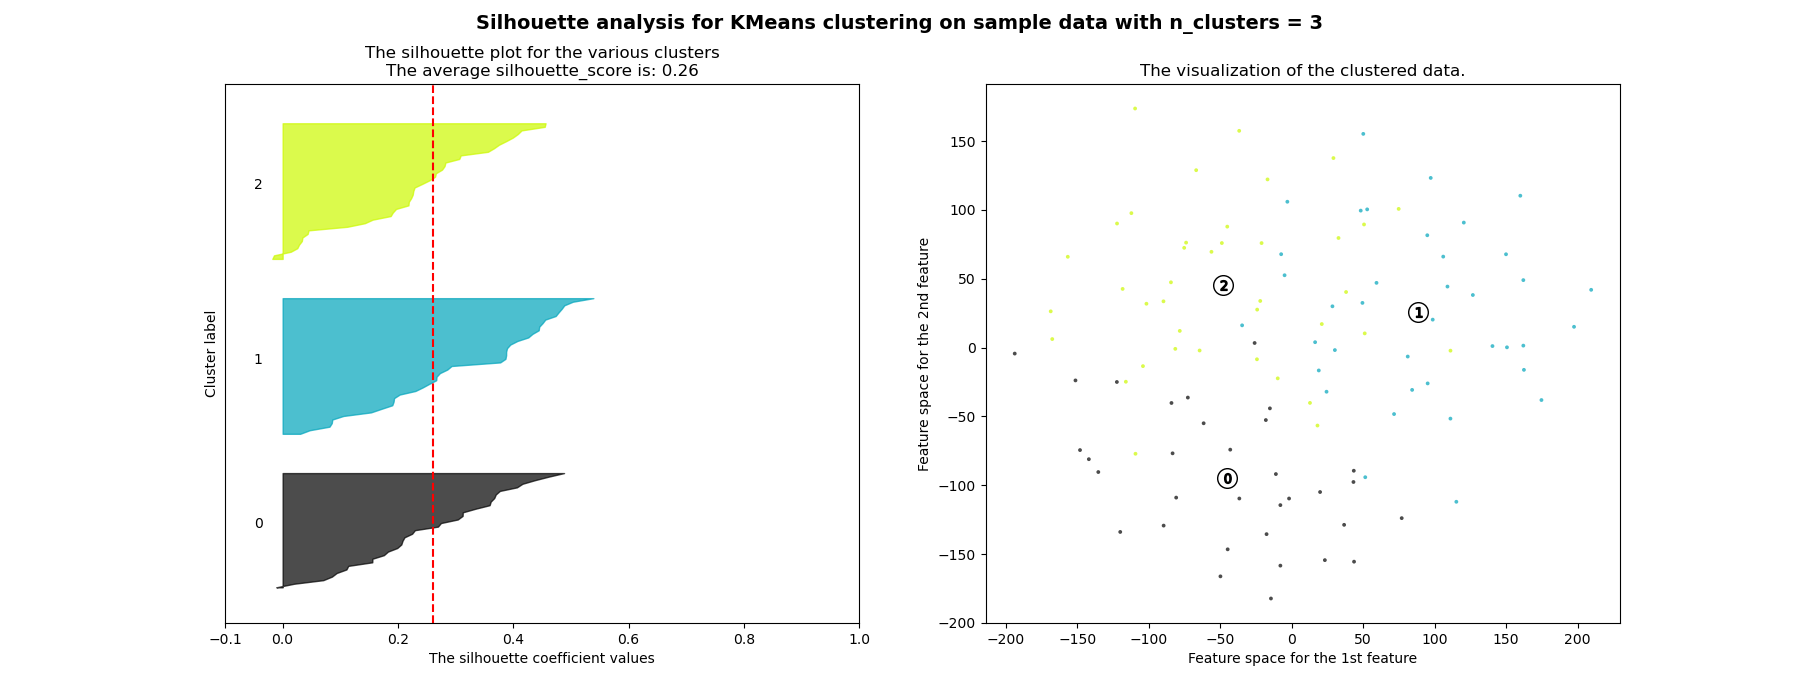 Silhouette analysis for KMeans clustering on sample data with n_clusters = 3
The silhouette plot for the various clusters
The average silhouette_score is: 0.26
Cluster label
2
1
0
−0.1 0.0 0.2 0.4 0.6 0.8 1.0
The silhouette coefficient values
The visualization of the clustered data.
Feature space for the 2nd feature
150
100
50
0
−50
−100
−150
−200
2
1
0
−200 −150 −100 −50 0 50 100 150 200
Feature space for the 1st feature